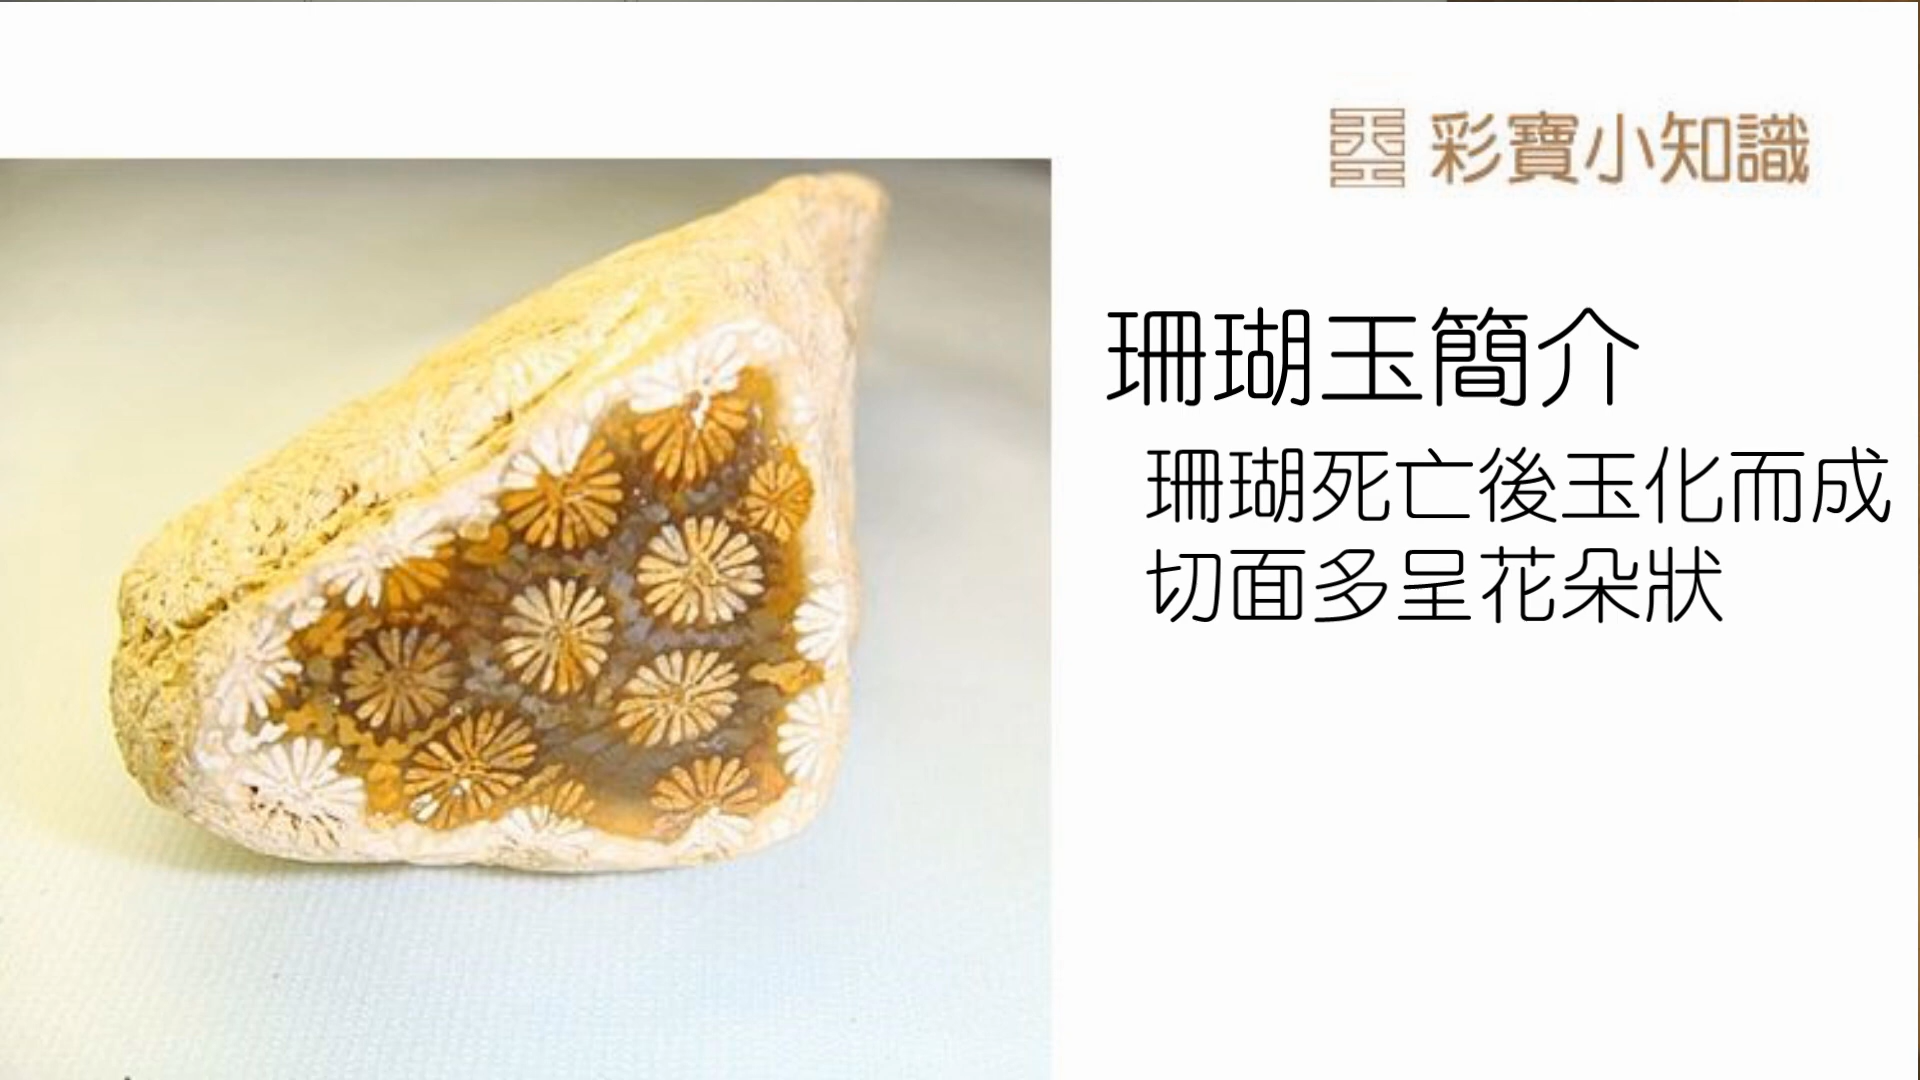 彩寶小知識
珊瑚玉簡介
珊瑚死亡後玉化而成
切面多呈花朵狀